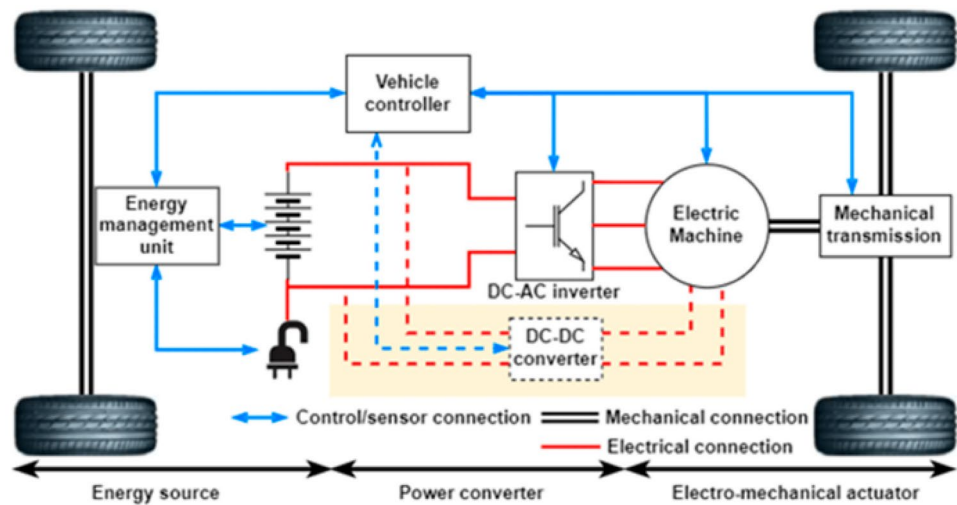 Vehicle
controller
Energy
management
unit
Electric
Machine
Mechanical
transmission
DC-AC inverter
DC-DC
converter
Control/sensor connection
Mechanical connection
Electrical connection
Energy source
Power converter
Electro-mechanical actuator